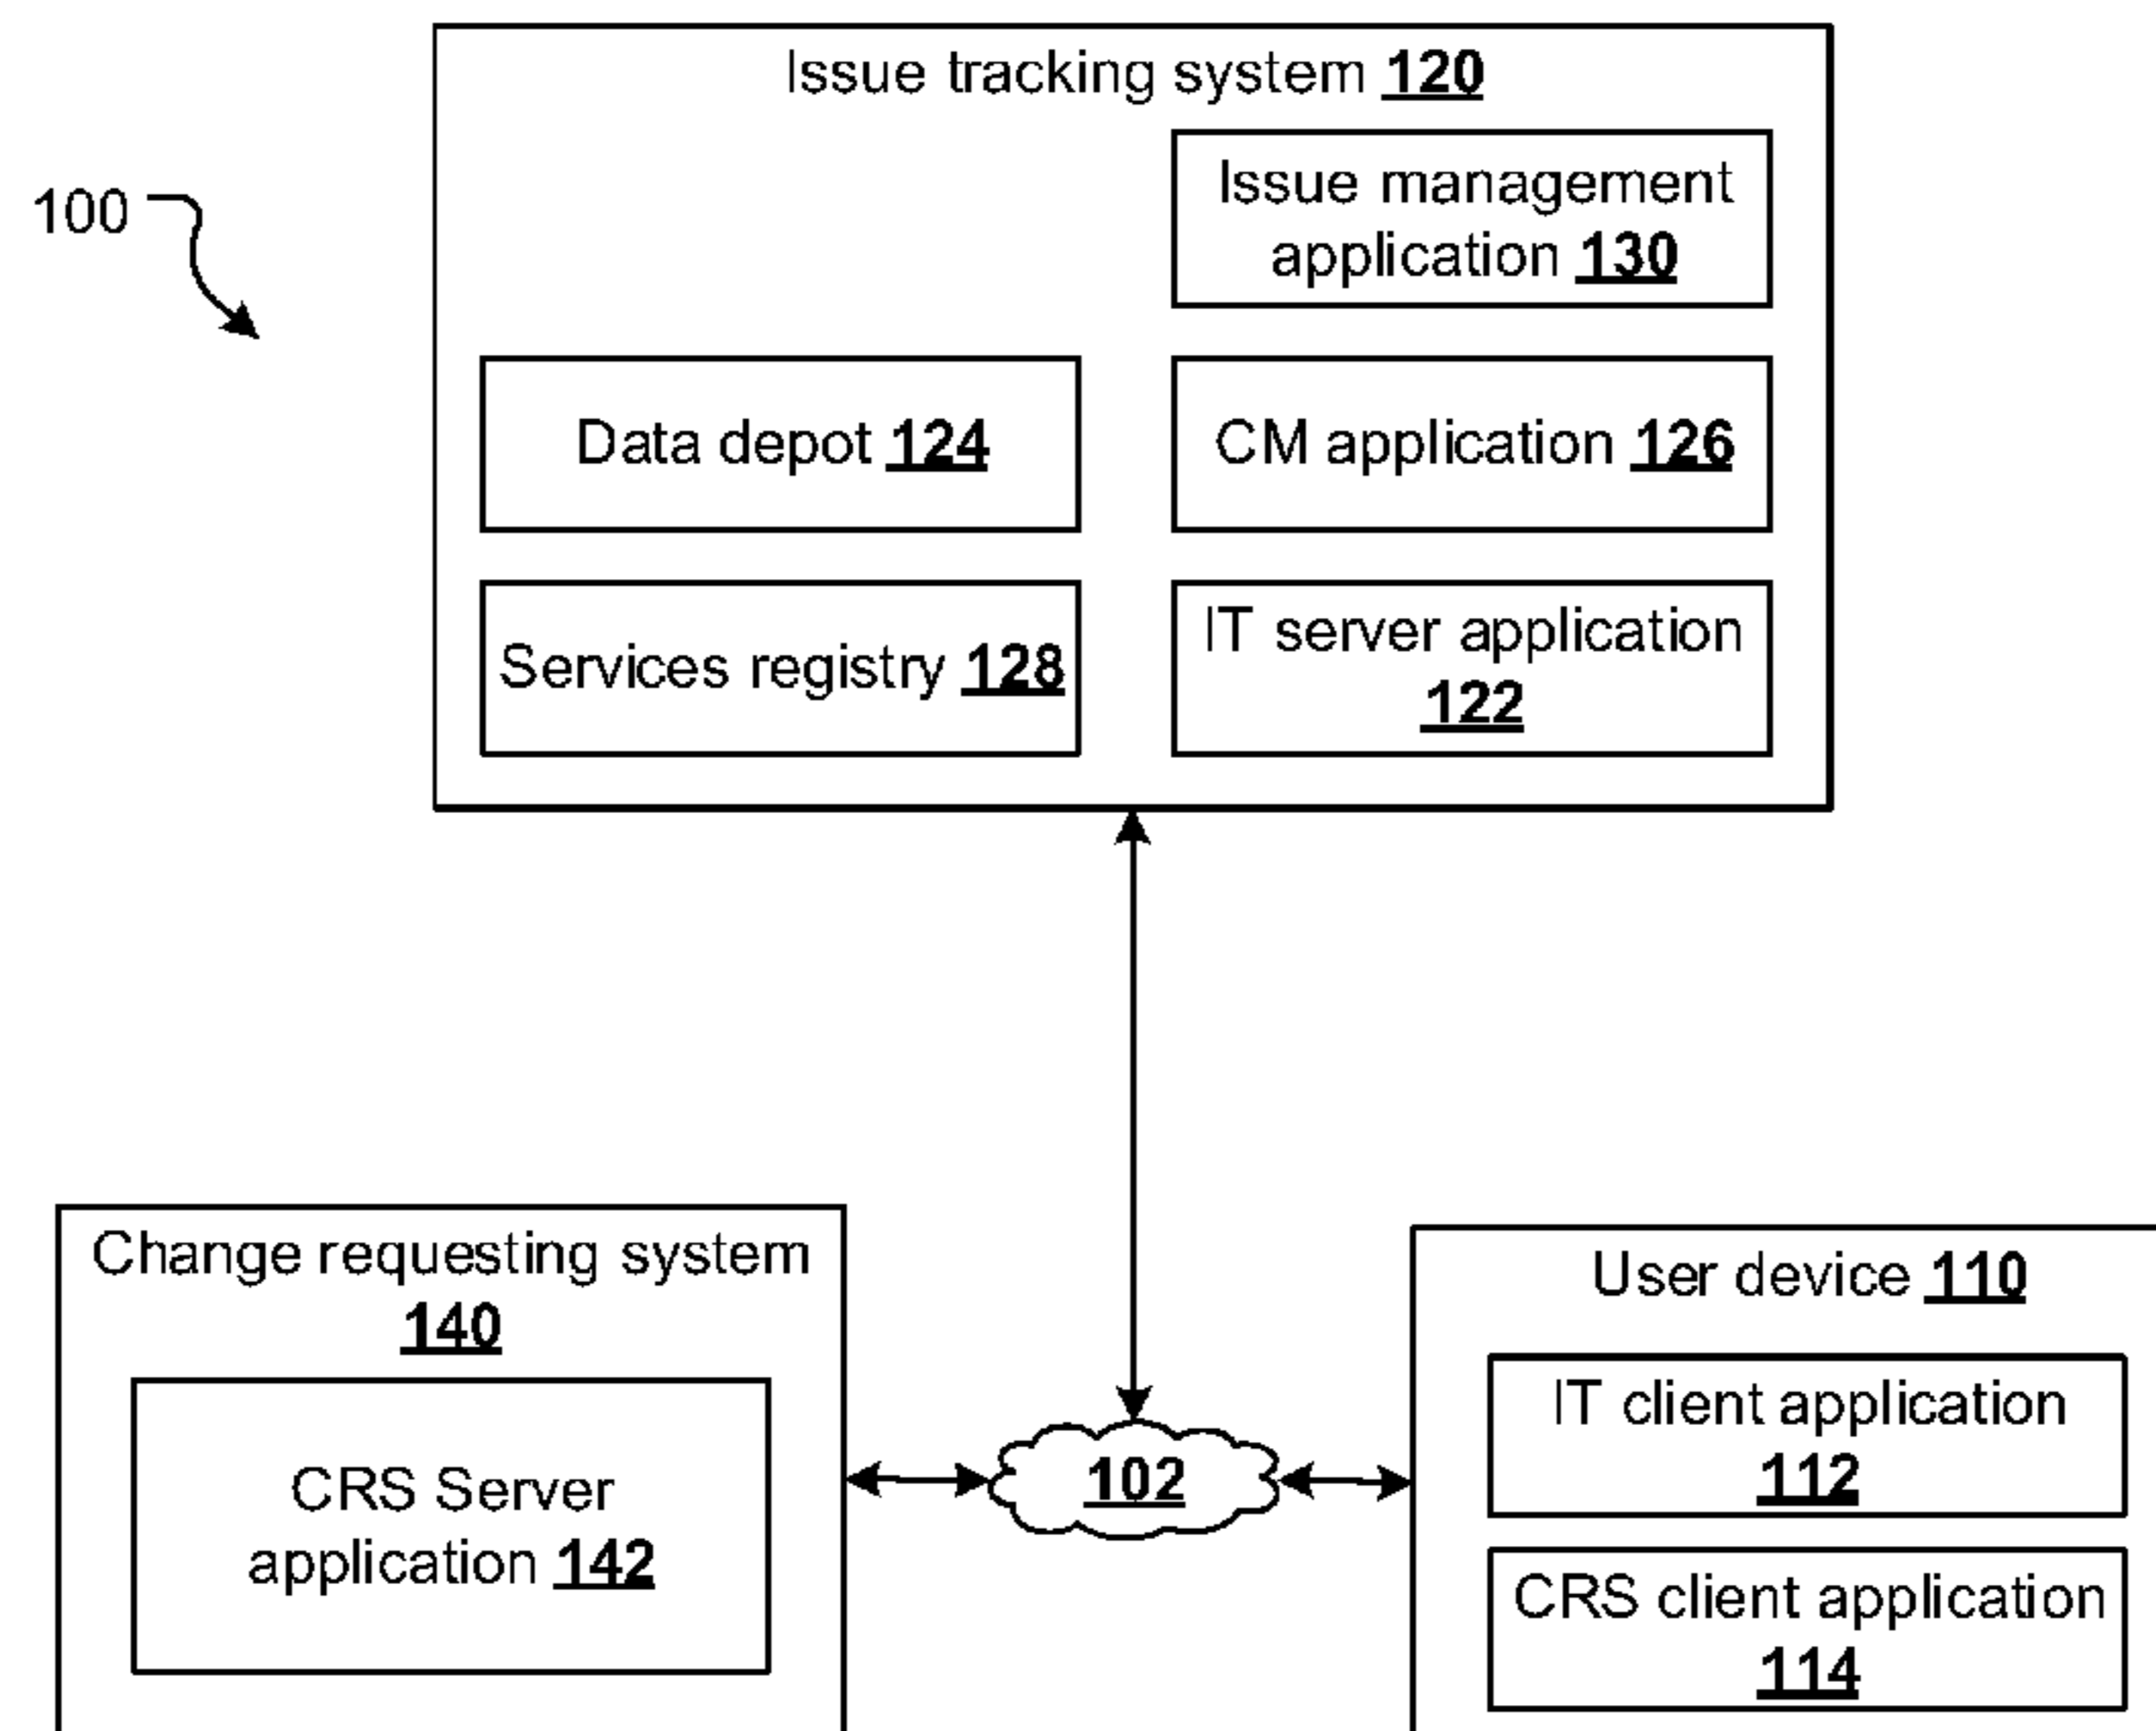 Issue tracking system 120
100
Issue management
application 130
Data depot 124
CM application 126
Services registry 128
IT server application
122
Change requesting system
140
CRS Server
application 142
102
User device 110
IT client application
112
CRS client application
114